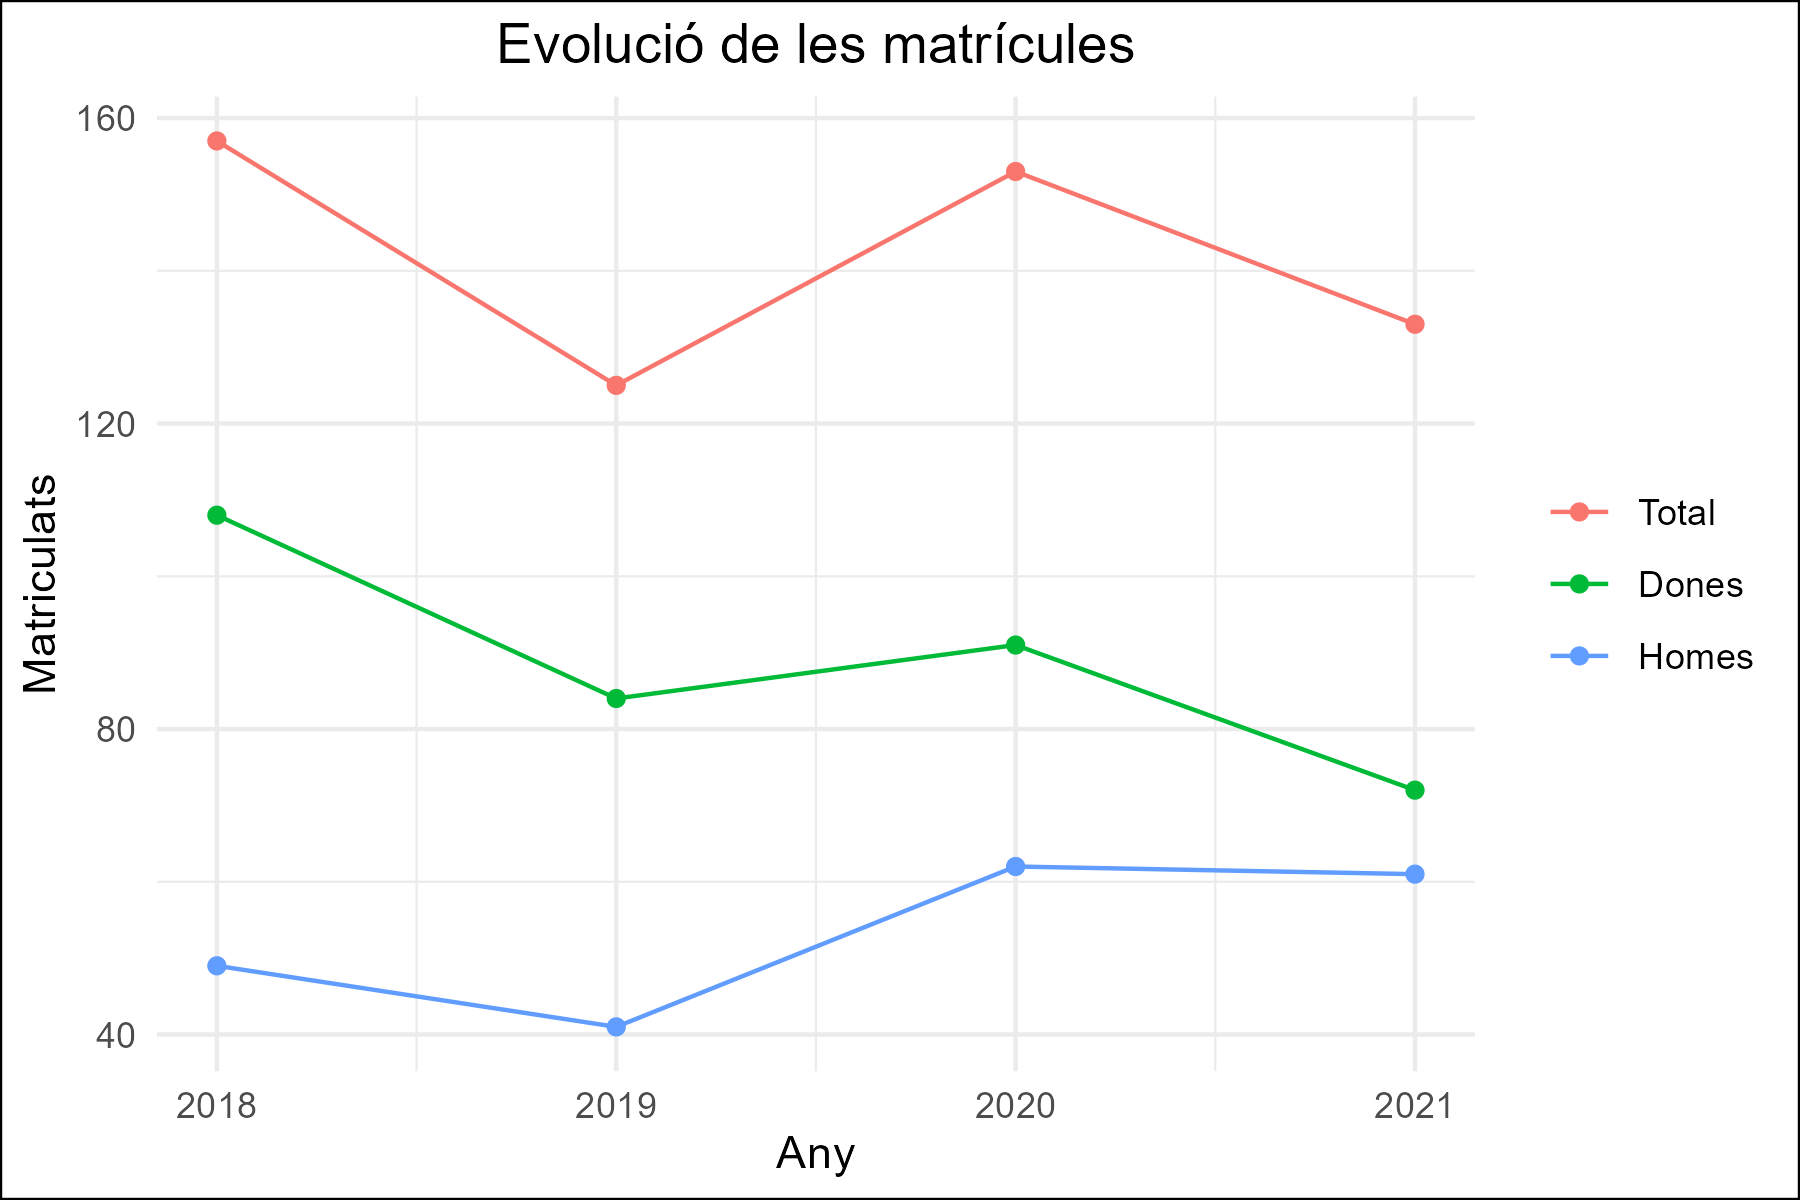 Evolució de les matrícules
160
120
80
40
Matriculats
2018
2019
2020
2021
Any
Total
Dones
Homes